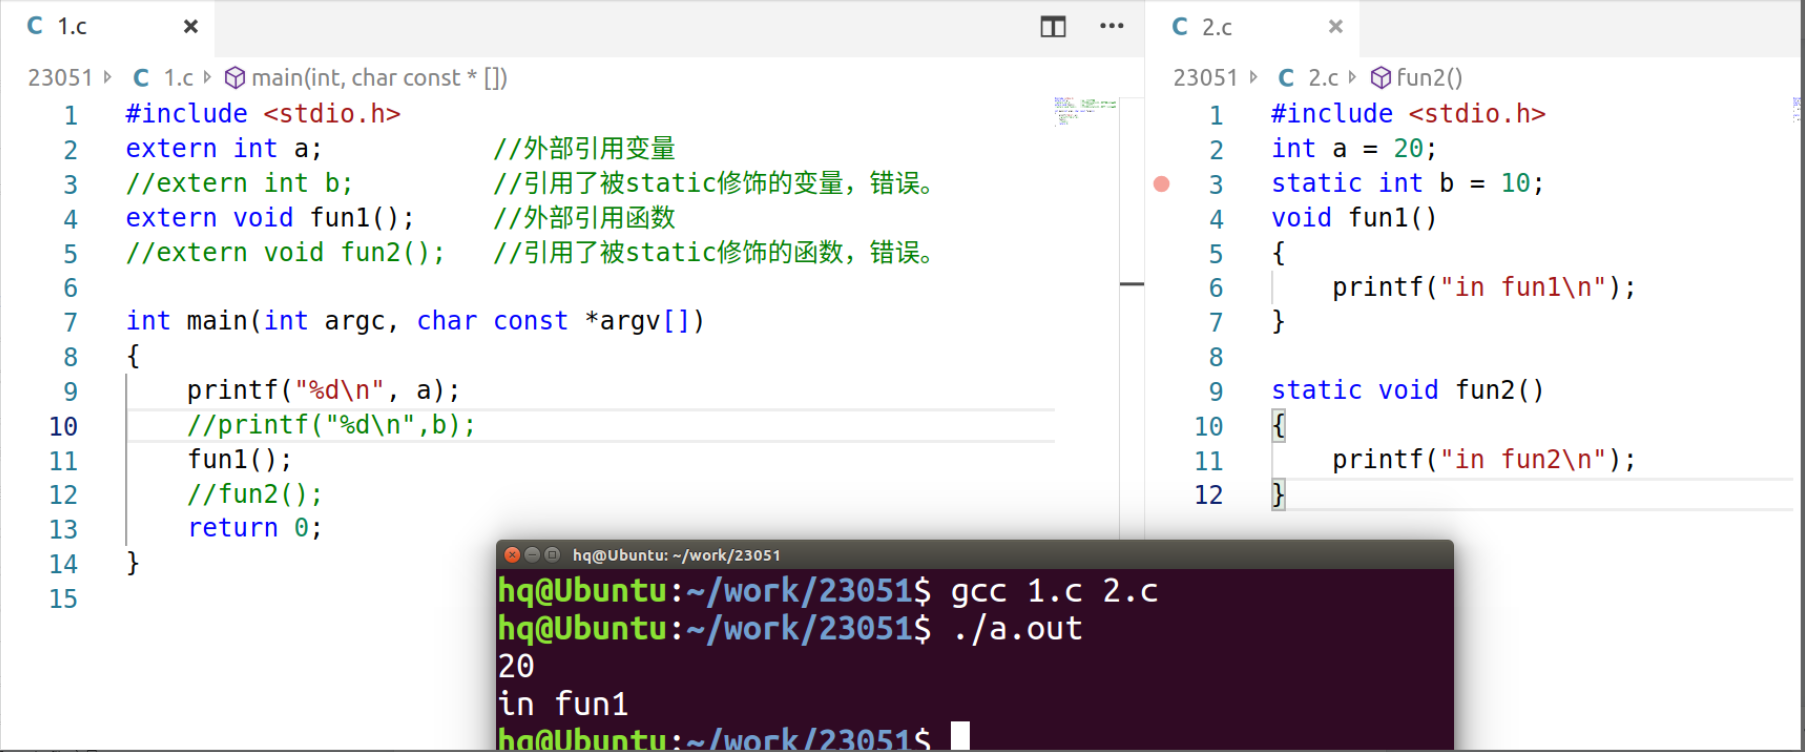 C 1.c ×
23051 C 1.c main(int, char const * [])
1 #include <stdio.h>
2 extern int a; //外部引用变量
3 //extern int b; //引用了被static修饰的变量，错误。
4 extern void fun1(); //外部引用函数
5 //extern void fun2(); //引用了被static修饰的函数，错误。
6
7 int main(int argc, char const *argv[])
8 {
9 printf("%d\n", a);
10 //printf("%d\n",b);
11 fun1();
12 //fun2();
13 return 0;
14 }
15
C 2.c ×
23051 C 2.c fun2()
1 #include <stdio.h>
2 int a = 20;
3 static int b = 10;
4 void fun1()
5 {
6 printf("in fun1\n");
7 }
8
9 static void fun2()
10 {
11 printf("in fun2\n");
12 }
hq@Ubuntu: ~/work/23051
hq@Ubuntu:~/work/23051$ gcc 1.c 2.c
hq@Ubuntu:~/work/23051$ ./a.out
20
in fun1
hq@Ubuntu:~/work/23051$